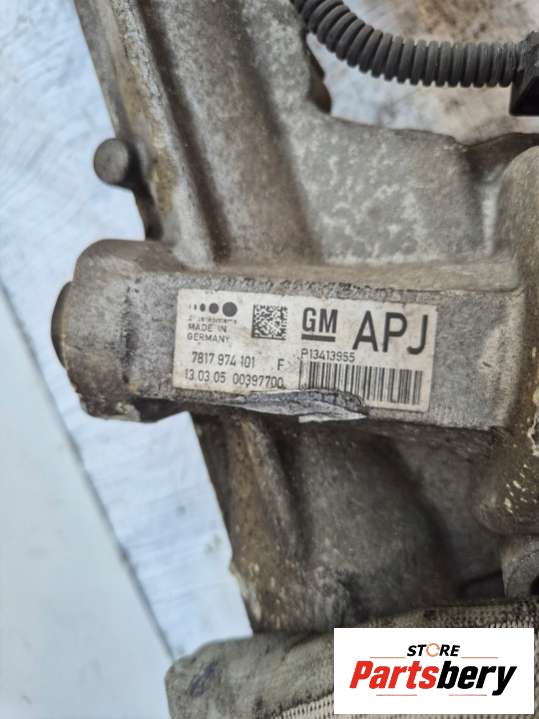 MADE IN
GERMANY
7817 974 101 F
13.03.05 00397700
GM APJ
P13413955
STORE
Partsbery